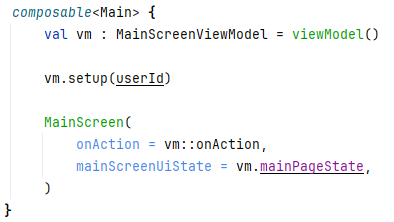 composable<Main> {
    val vm : MainScreenViewModel = viewModel()
    vm.setup(userId)
    MainScreen(
        onAction = vm::onAction,
        mainScreenUiState = vm.mainPageState,
    )
}